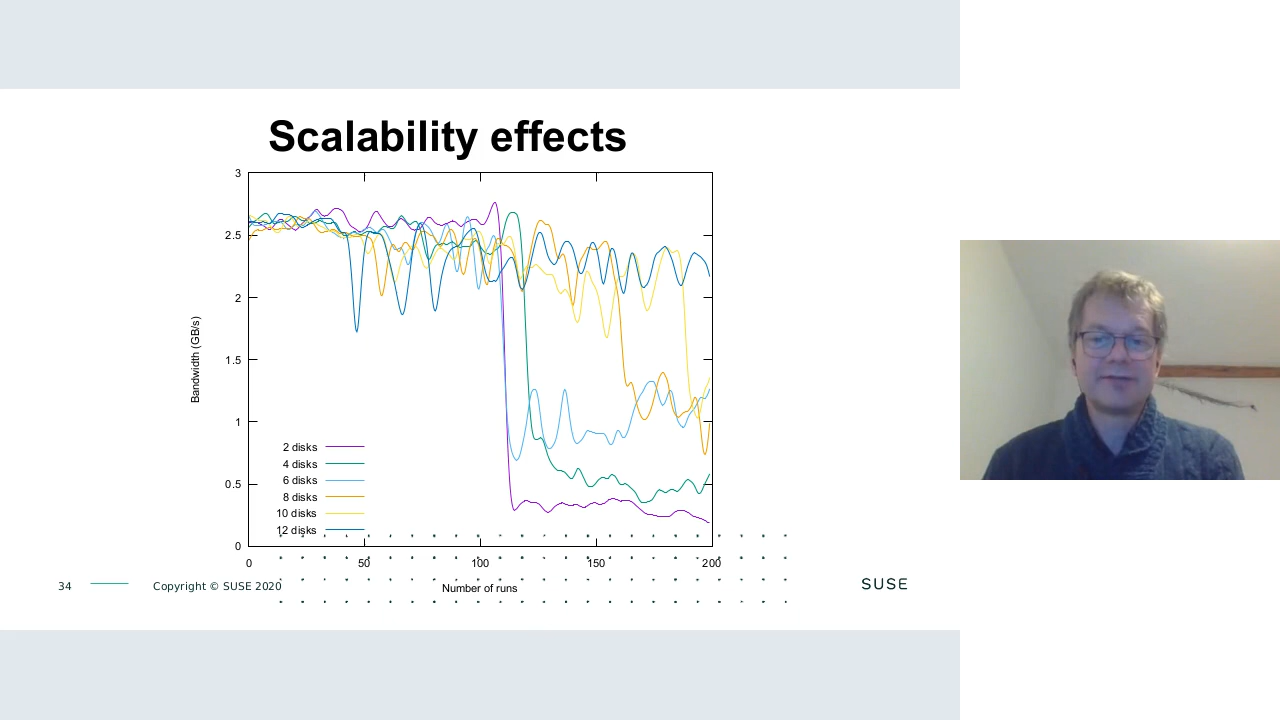 Scalability effects
3
2.5
2
1.5
1
0.5
0
Bandwidth (GB/s)
2 disks
4 disks
6 disks
8 disks
10 disks
12 disks
0 50 100 150 200
Number of runs
34 Copyright © SUSE 2020
SUSE